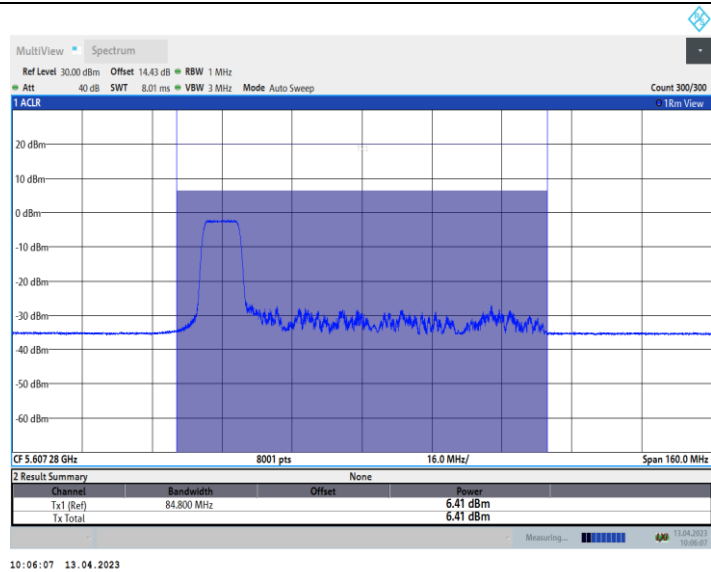 MultiView Spectrum
Ref Level 30.00 dBm Offset 14.43 dB RBW 1 MHz
Att 40 dB SWT 8.01 ms VBW 3 MHz Mode Auto Sweep Count 300/300
1 ACLR 1Rm View
20 dBm
10 dBm
0 dBm
-10 dBm
-20 dBm
-30 dBm
-40 dBm
-50 dBm
-60 dBm
CF 5.60728 GHz 8001 pts 16.0 MHz/ Span 160.0 MHz
2 Result Summary None
Channel Bandwidth Offset Power
Tx1 (Ref) 84.800 MHz 6.41 dBm
Tx Total 6.41 dBm
Measuring... 13.04.2023
10:06:07
10:06:07 13.04.2023